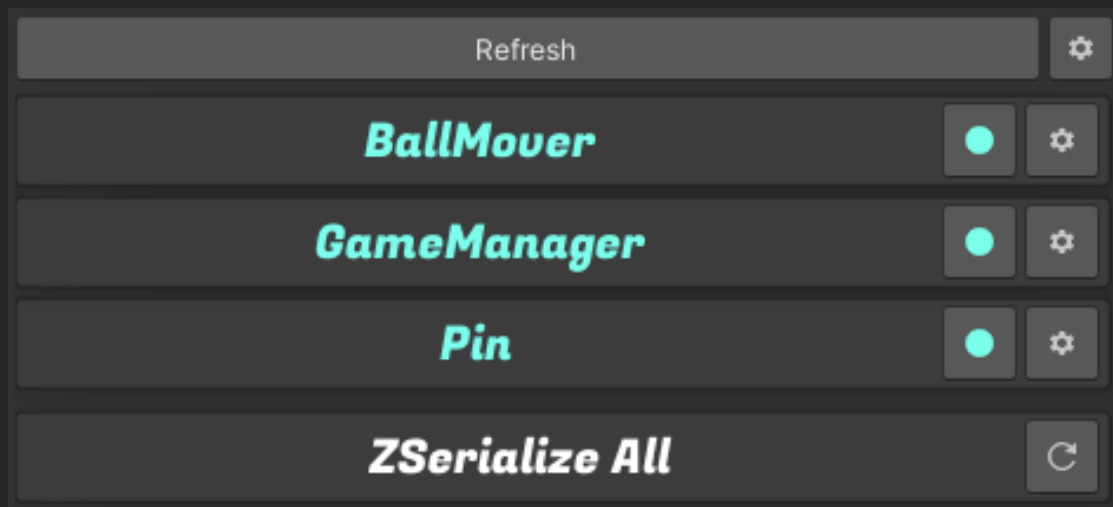 Refresh
BallMover
GameManager
Pin
ZSerialize All